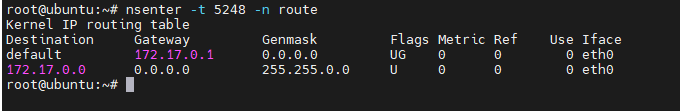 root@ubuntu:~# nsenter -t 5248 -n route
Kernel IP routing table
Destination     Gateway         Genmask         Flags Metric Ref    Use Iface
default         172.17.0.1      0.0.0.0         UG    0      0        0 eth0
172.17.0.0      0.0.0.0         255.255.0.0     U     0      0        0 eth0
root@ubuntu:~#